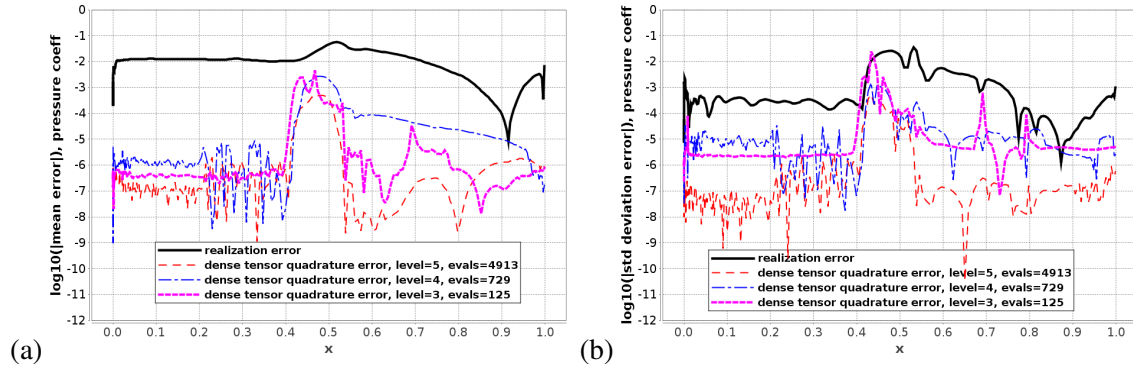 log10(|mean error|), pressure coeff
0
-1
-2
-3
-4
-5
-6
-7
-8
-9
-10
-11
-12
realization error
dense tensor quadrature error, level=5, evals=4913
dense tensor quadrature error, level=4, evals=729
dense tensor quadrature error, level=3, evals=125
0.0 0.1 0.2 0.3 0.4 0.5 0.6 0.7 0.8 0.9 1.0
x
(a)
log10(|std deviation error|), pressure coeff
0
-1
-2
-3
-4
-5
-6
-7
-8
-9
-10
-11
-12
realization error
dense tensor quadrature error, level=5, evals=4913
dense tensor quadrature error, level=4, evals=729
dense tensor quadrature error, level=3, evals=125
0.0 0.1 0.2 0.3 0.4 0.5 0.6 0.7 0.8 0.9 1.0
x
(b)